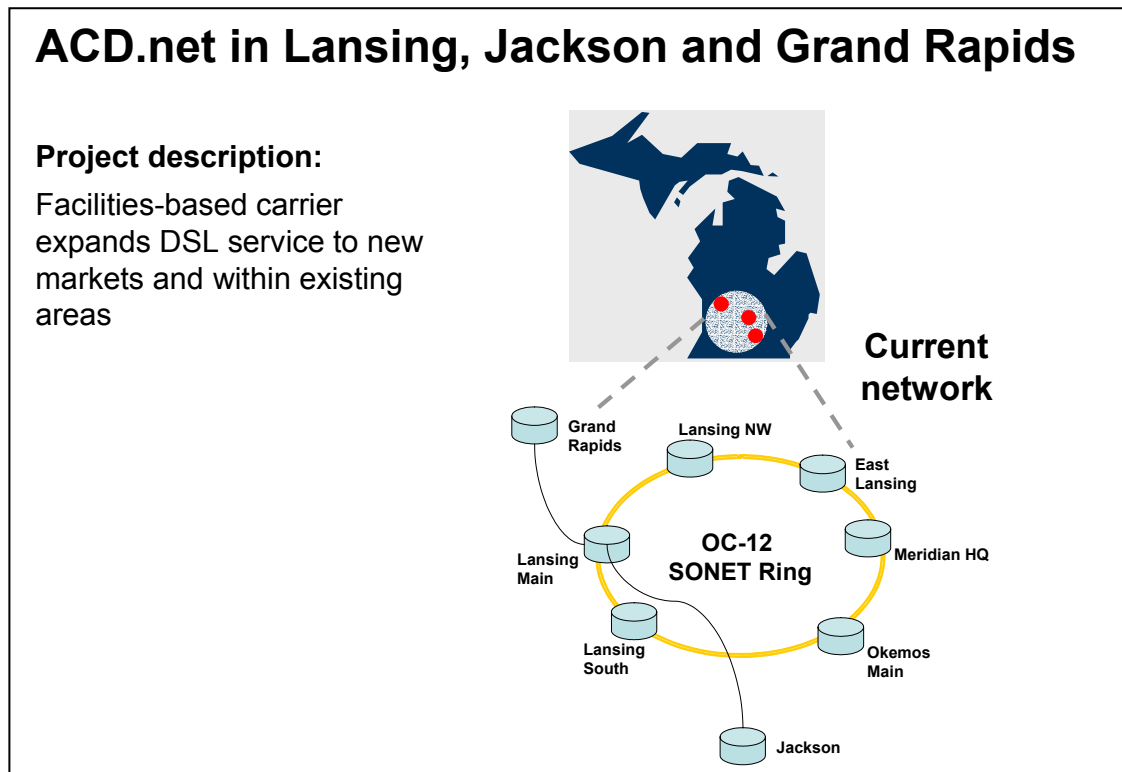 ACD.net in Lansing, Jackson and Grand Rapids
Project description:
Facilities-based carrier
expands DSL service to new
markets and within existing
areas
Current
network
Grand
Rapids
Lansing NW
East
Lansing
Lansing
Main
OC-12
SONET Ring
Meridian HQ
Lansing
South
Okemos
Main
Jackson